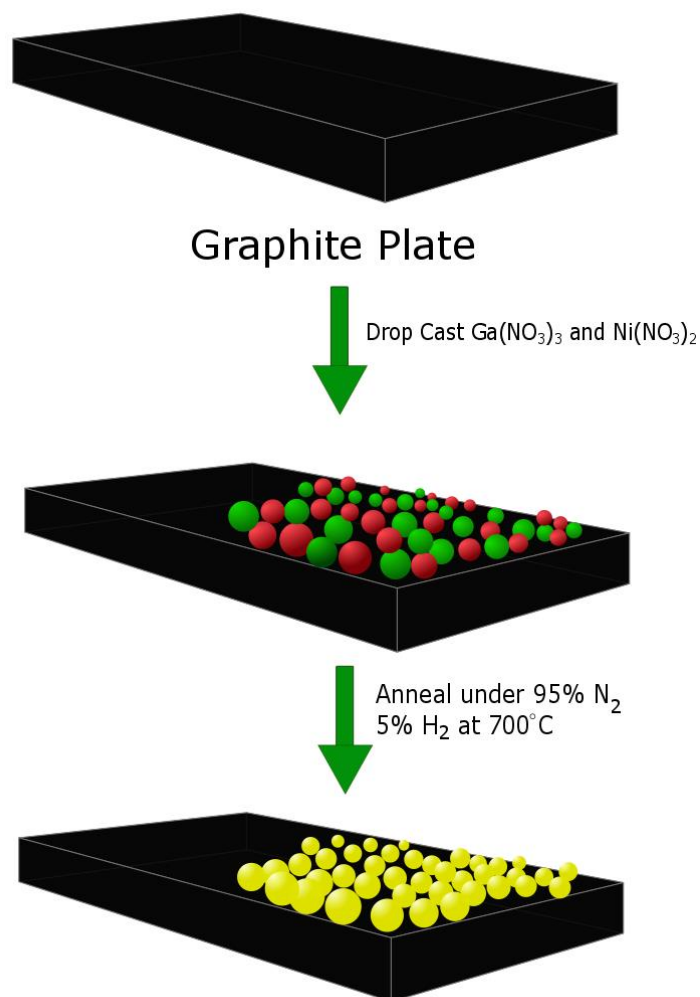 Graphite Plate
Drop Cast Ga(NO₃)₃ and Ni(NO₃)₂
Anneal under 95% N₂
5% H₂ at 700°C